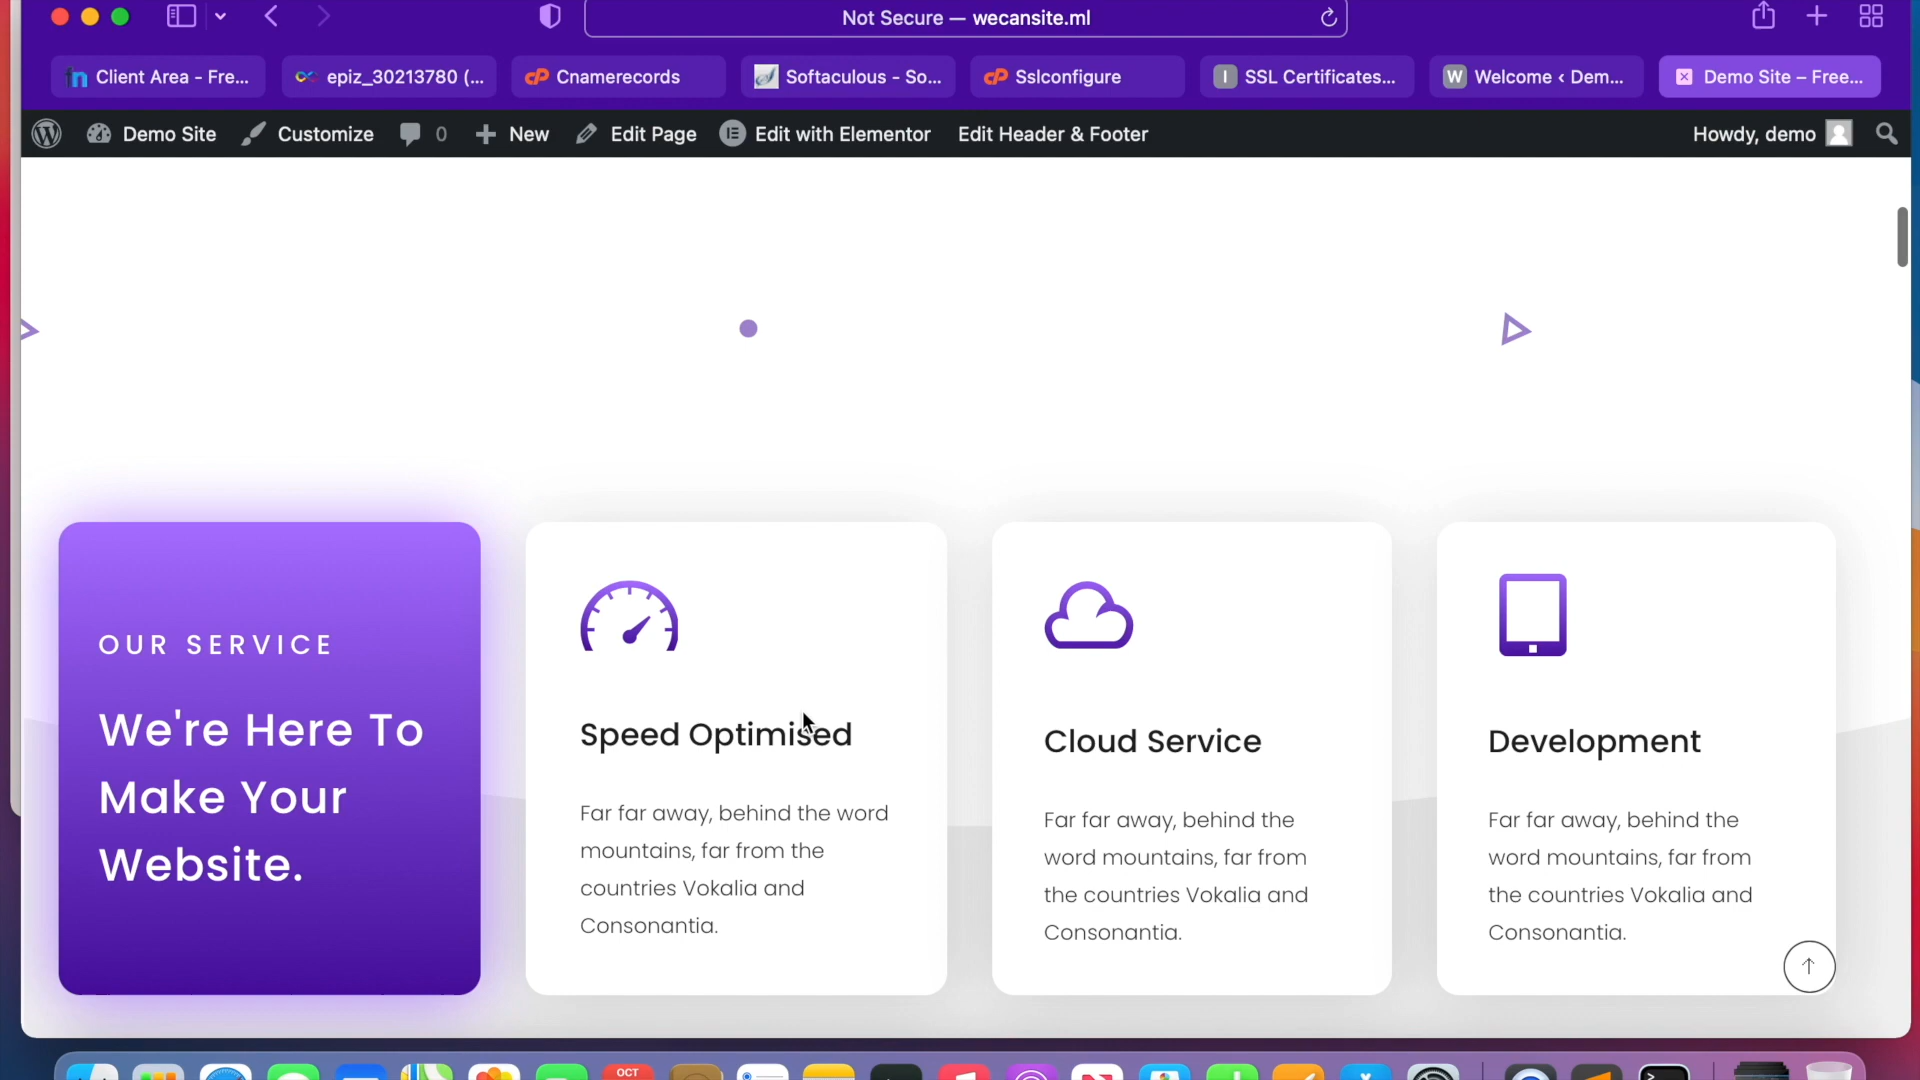 Not Secure — wecansite.ml
Client Area - Fre...
epiz_30213780 (...
cP Cnamerecords
Softaculous - So...
cP Sslconfigure
I SSL Certificates...
W Welcome ‹ Dem...
Demo Site – Free...
Demo Site
Customize
0
New
Edit Page
Edit with Elementor
Edit Header & Footer
Howdy, demo
OUR SERVICE
We're Here To
Make Your
Website.
Speed Optimised
Far far away, behind the word
mountains, far from the
countries Vokalia and
Consonantia.
Cloud Service
Far far away, behind the
word mountains, far from
the countries Vokalia and
Consonantia.
Development
Far far away, behind the
word mountains, far from
the countries Vokalia and
Consonantia.
OCT